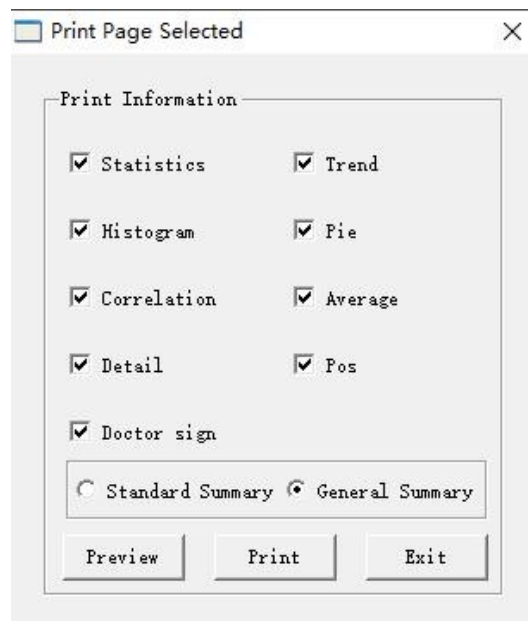 Print Page Selected
Print Information
Statistics Trend
Histogram Pie
Correlation Average
Detail Pos
Doctor sign
Standard Summary General Summary
Preview Print Exit